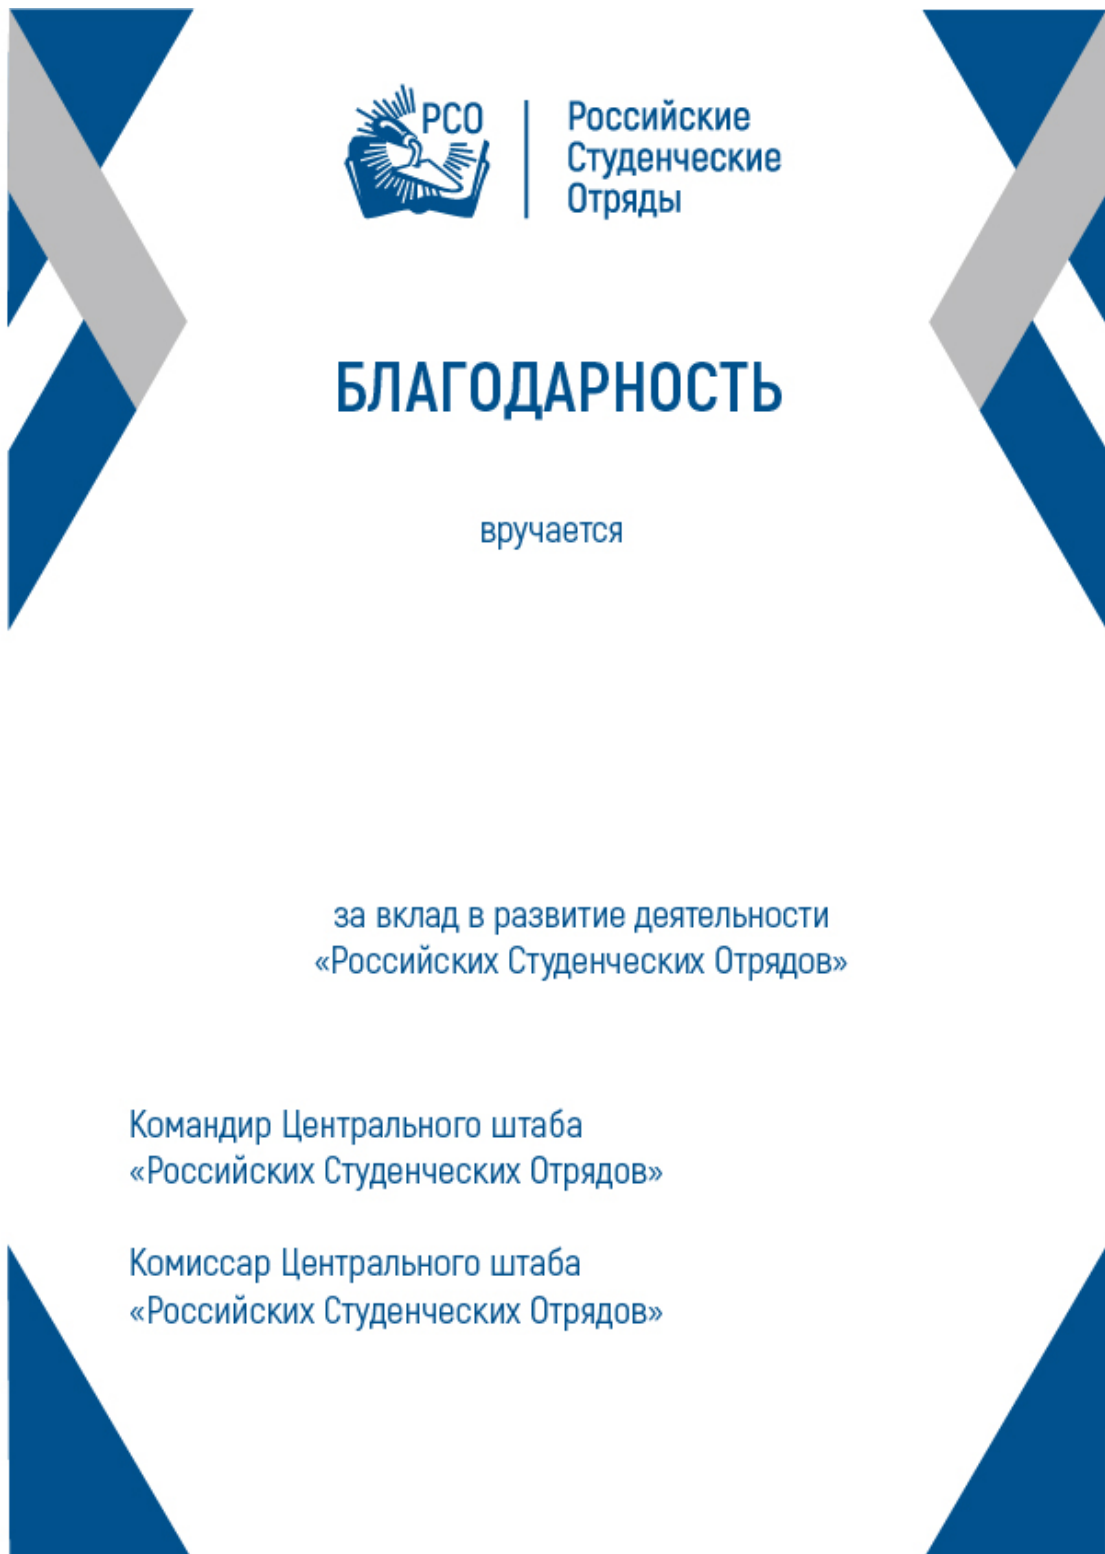 РСО
Российские
Студенческие
Отряды
БЛАГОДАРНОСТЬ
вручается
за вклад в развитие деятельности
«Российских Студенческих Отрядов»
Командир Центрального штаба
«Российских Студенческих Отрядов»
Комиссар Центрального штаба
«Российских Студенческих Отрядов»